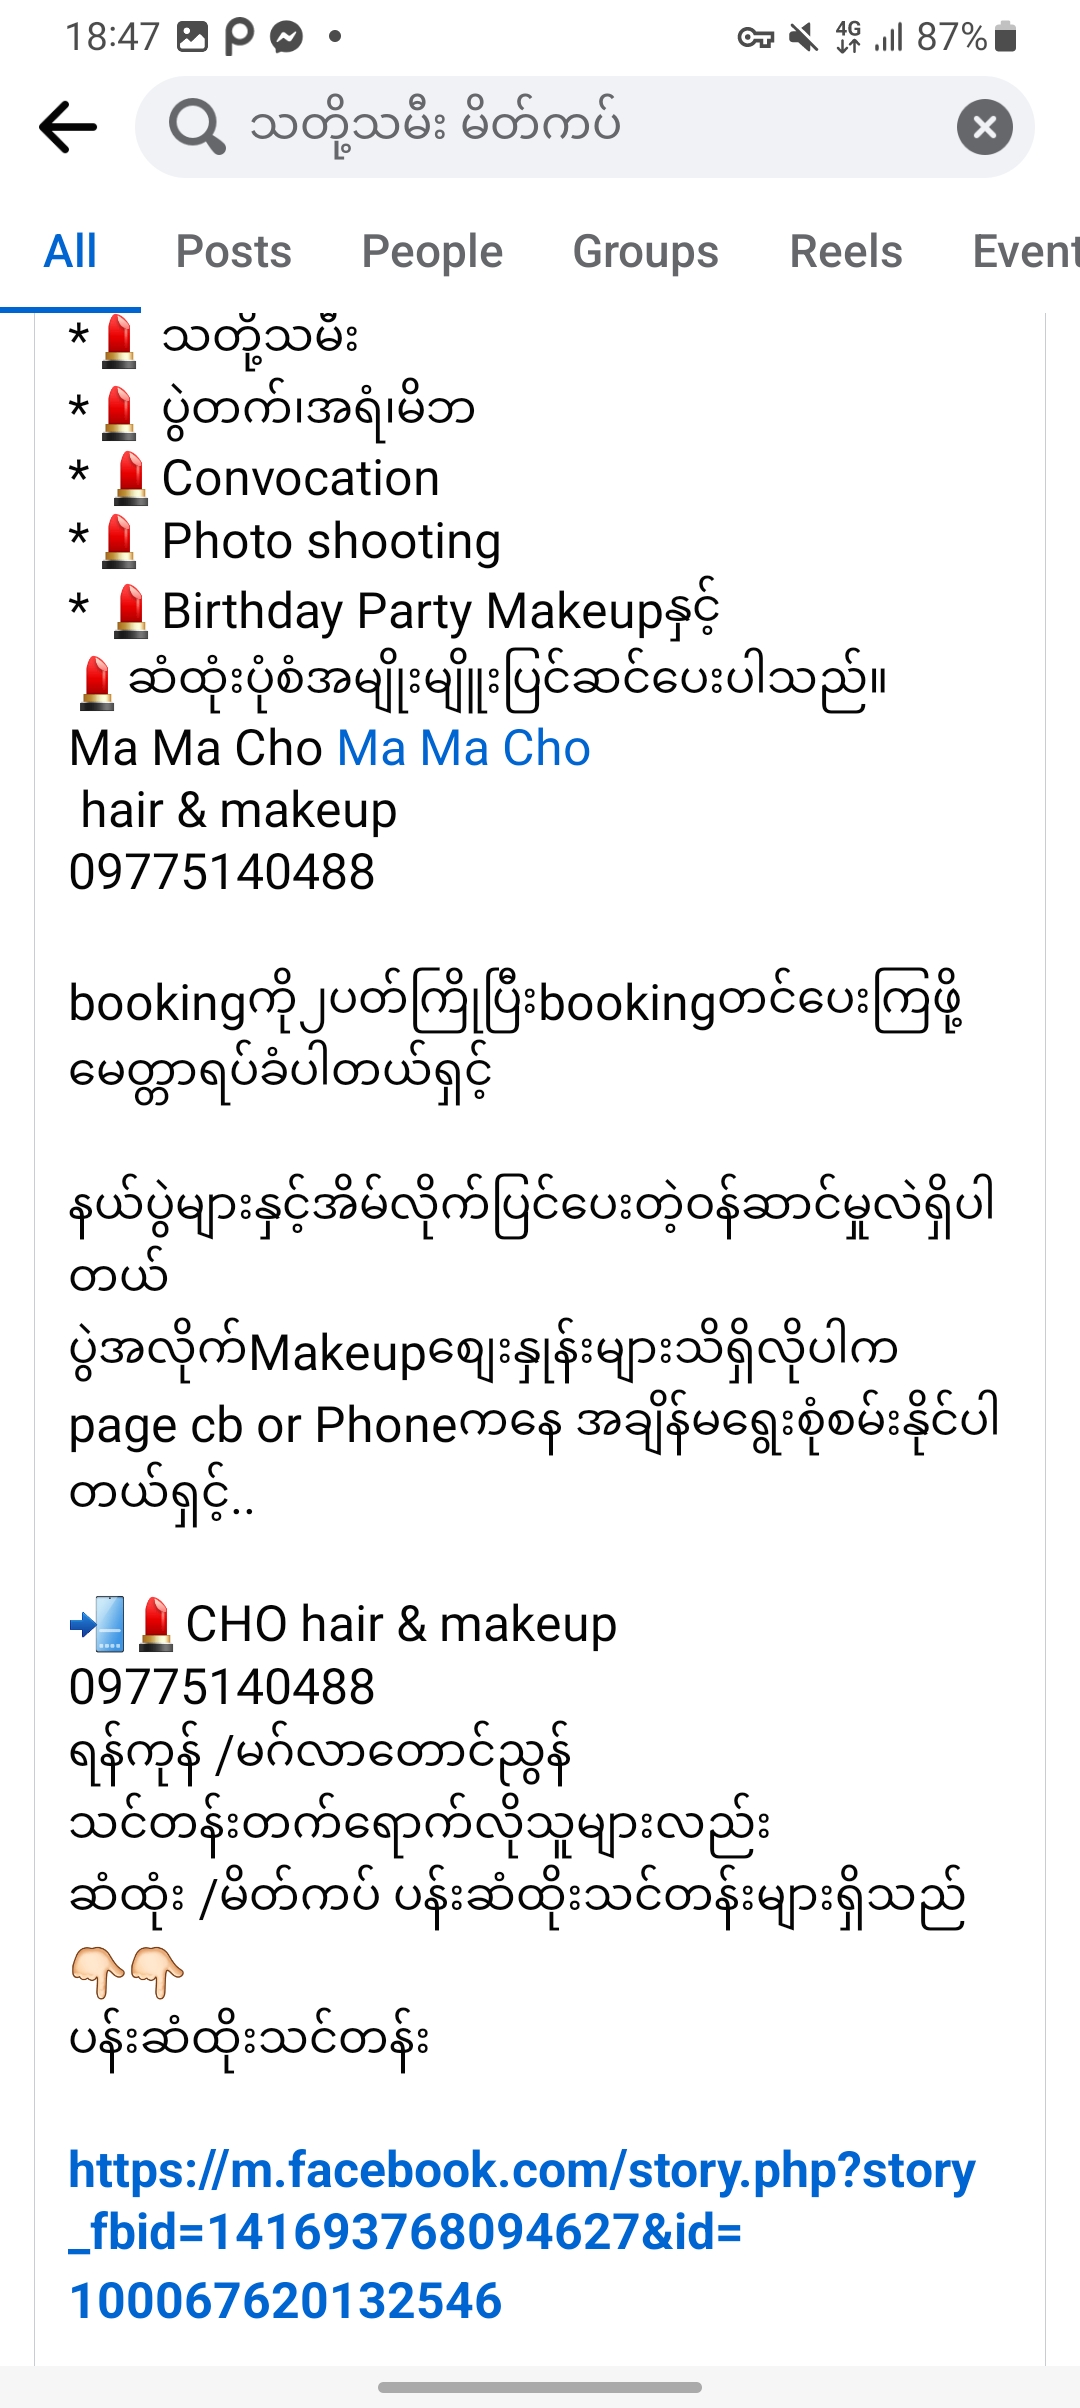 18:47 4G 87%
သတို့သမီး မိတ်ကပ်
All Posts People Groups Reels Event
*💄 သတို့သမီး
*💄 ပွဲတက်၊အရံ၊မိဘ
* 💄Convocation
*💄 Photo shooting
* 💄Birthday Party Makeupနှင့်
💄ဆံထုံးပုံစံအမျိုးမျိူးပြင်ဆင်ပေးပါသည်။
Ma Ma Cho Ma Ma Cho
hair & makeup
09775140488
bookingကို၂ပတ်ကြိုပြီးbookingတင်ပေးကြဖို့
မေတ္တာရပ်ခံပါတယ်ရှင့်
နယ်ပွဲများနှင့်အိမ်လိုက်ပြင်ပေးတဲ့ဝန်ဆာင်မှုလဲရှိပါ
တယ်
ပွဲအလိုက်Makeupဈေးနှုန်းများသိရှိလိုပါက
page cb or Phoneကနေ အချိန်မရွေးစုံစမ်းနိုင်ပါ
တယ်ရှင့်..
📲💄CHO hair & makeup
09775140488
ရန်ကုန် /မင်္ဂလာတောင်ညွန့်
သင်တန်းတက်ရောက်လိုသူများလည်း
ဆံထုံး /မိတ်ကပ် ပန်းဆံထိုးသင်တန်းများရှိသည်
👇🏻👇🏻
ပန်းဆံထိုးသင်တန်း
https://m.facebook.com/story.php?story
_fbid=141693768094627&id=
100067620132546